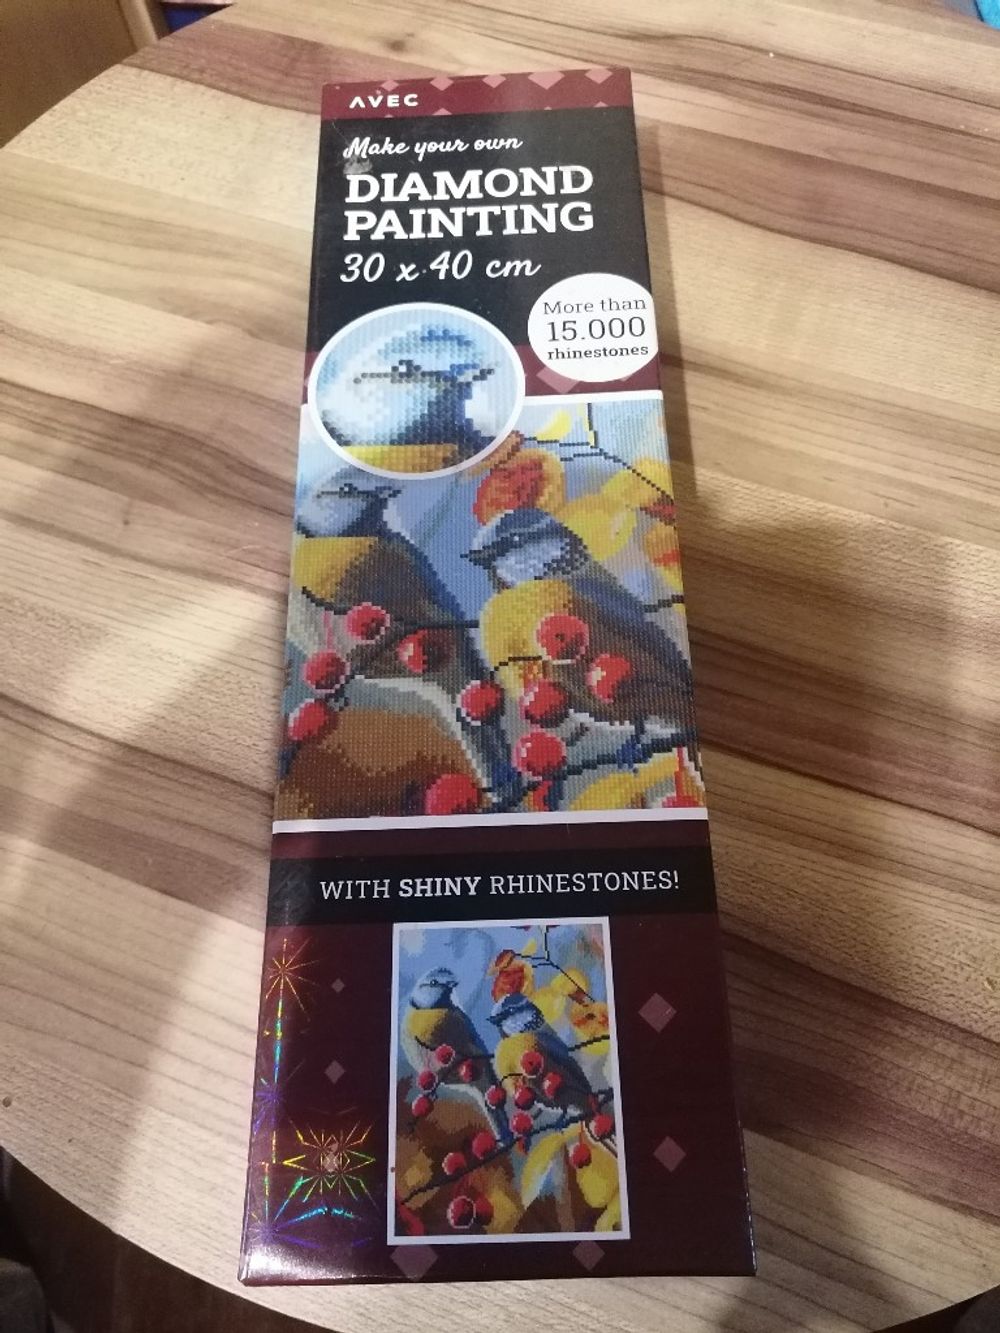 AVEC
Make your own
DIAMOND
PAINTING
30 x 40 cm
More than
15.000
rhinestones
WITH SHINY RHINESTONES!